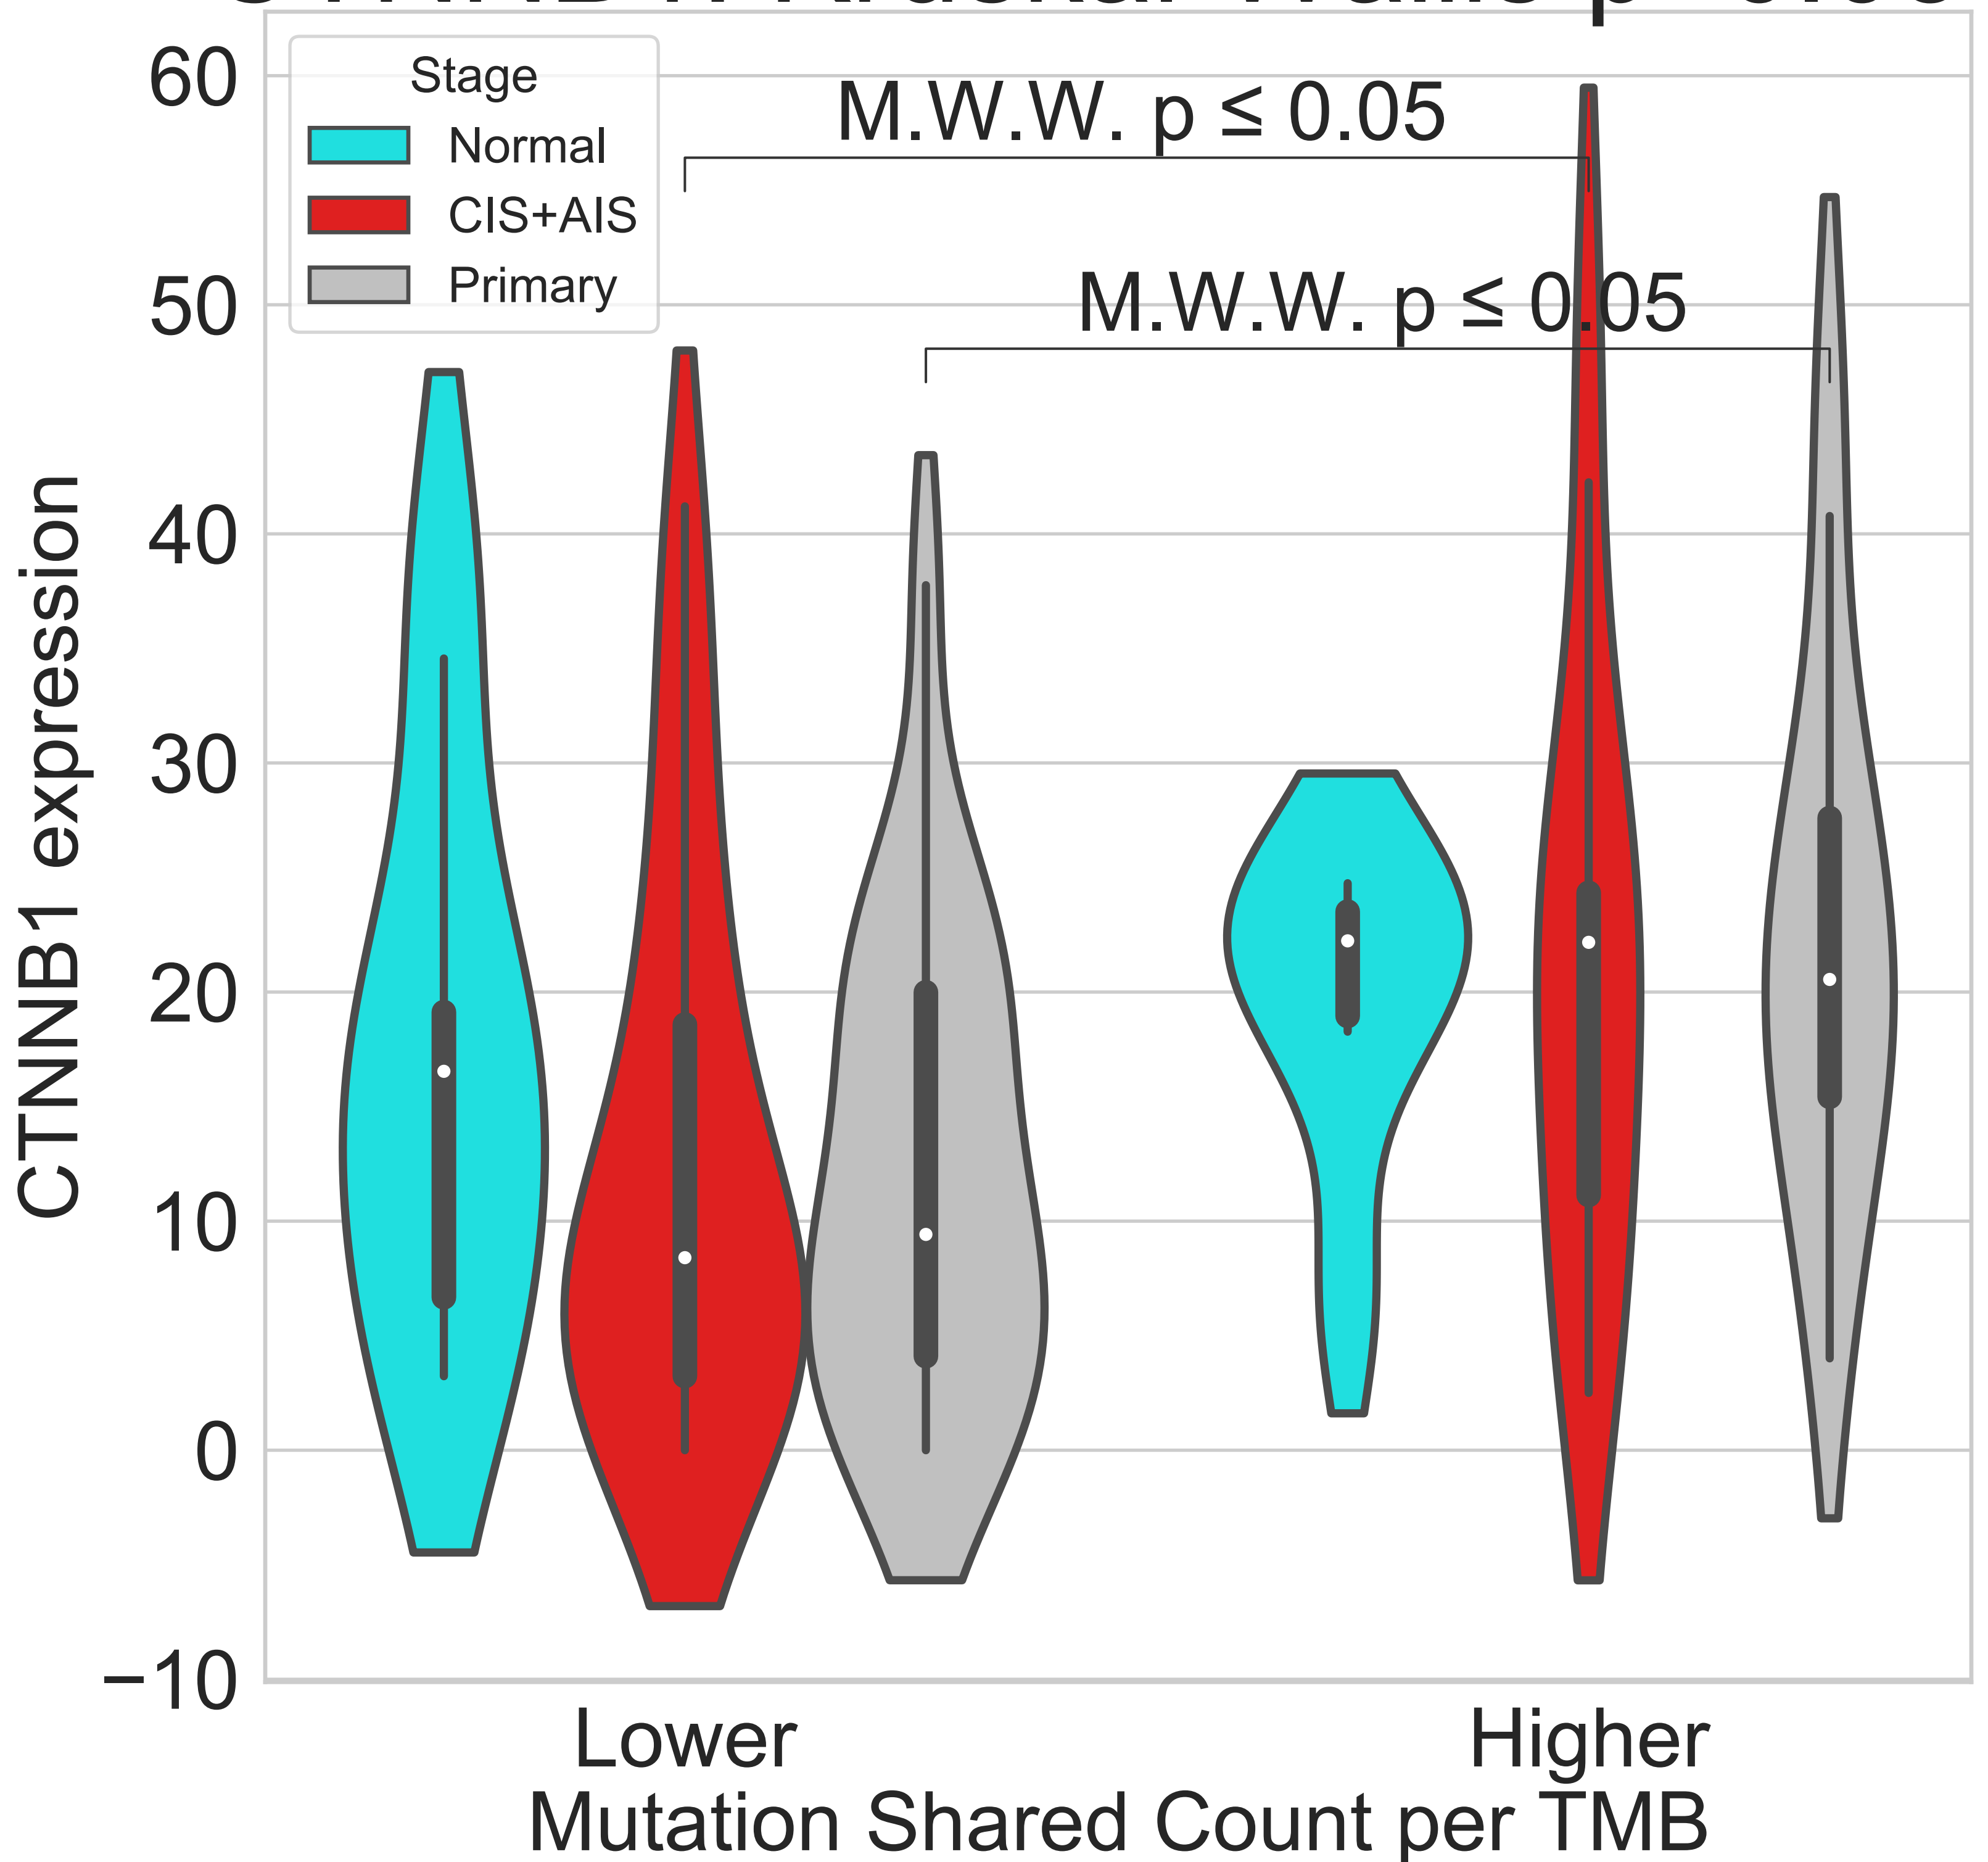 60
50
40
30
20
10
0
−10
CTNNB1 expression
Stage
Normal
CIS+AIS
Primary
M.W.W. p ≤ 0.05
M.W.W. p ≤ 0.05
Lower
Higher
Mutation Shared Count per TMB